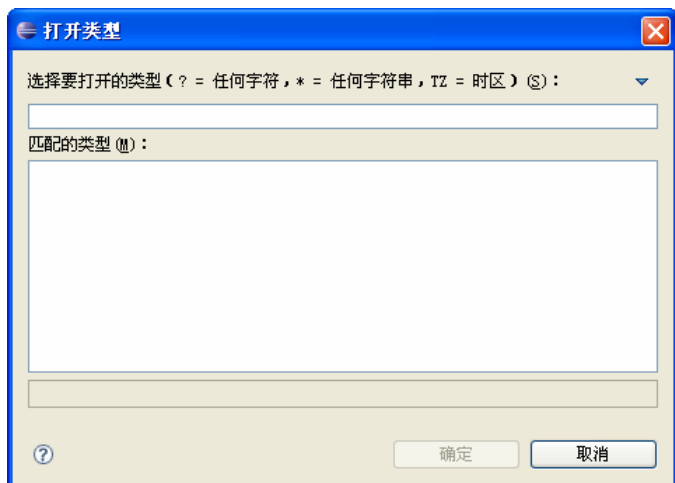 打开类型
选择要打开的类型(? = 任何字符,* = 任何字符串,TZ = 时区)(S):
匹配的类型(M):
确定
取消